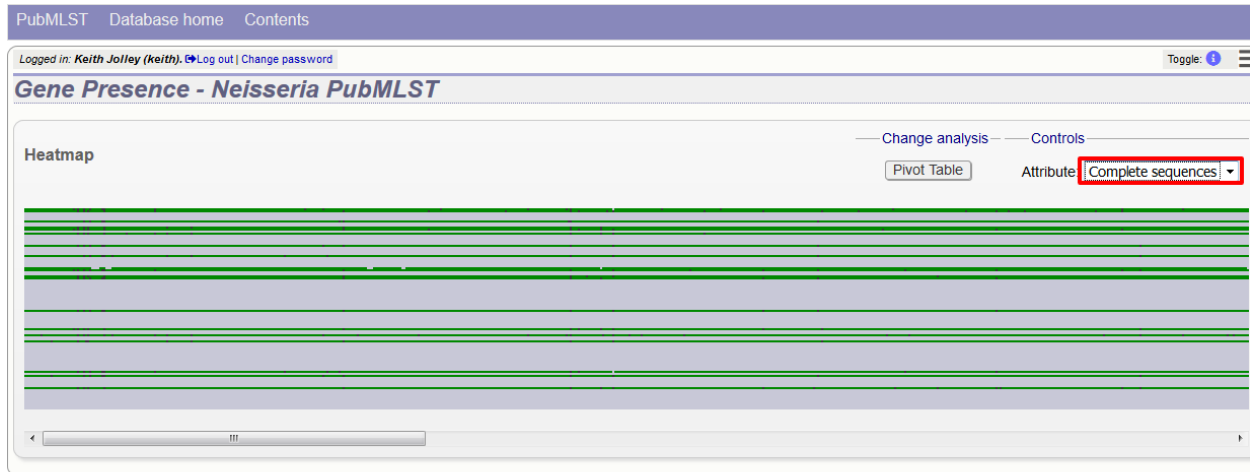 PubMLST Database home Contents
Logged in: Keith Jolley (keith). Log out | Change password
Toggle: i
Gene Presence - Neisseria PubMLST
Change analysis
Controls
Heatmap
Pivot Table
Attribute: Complete sequences